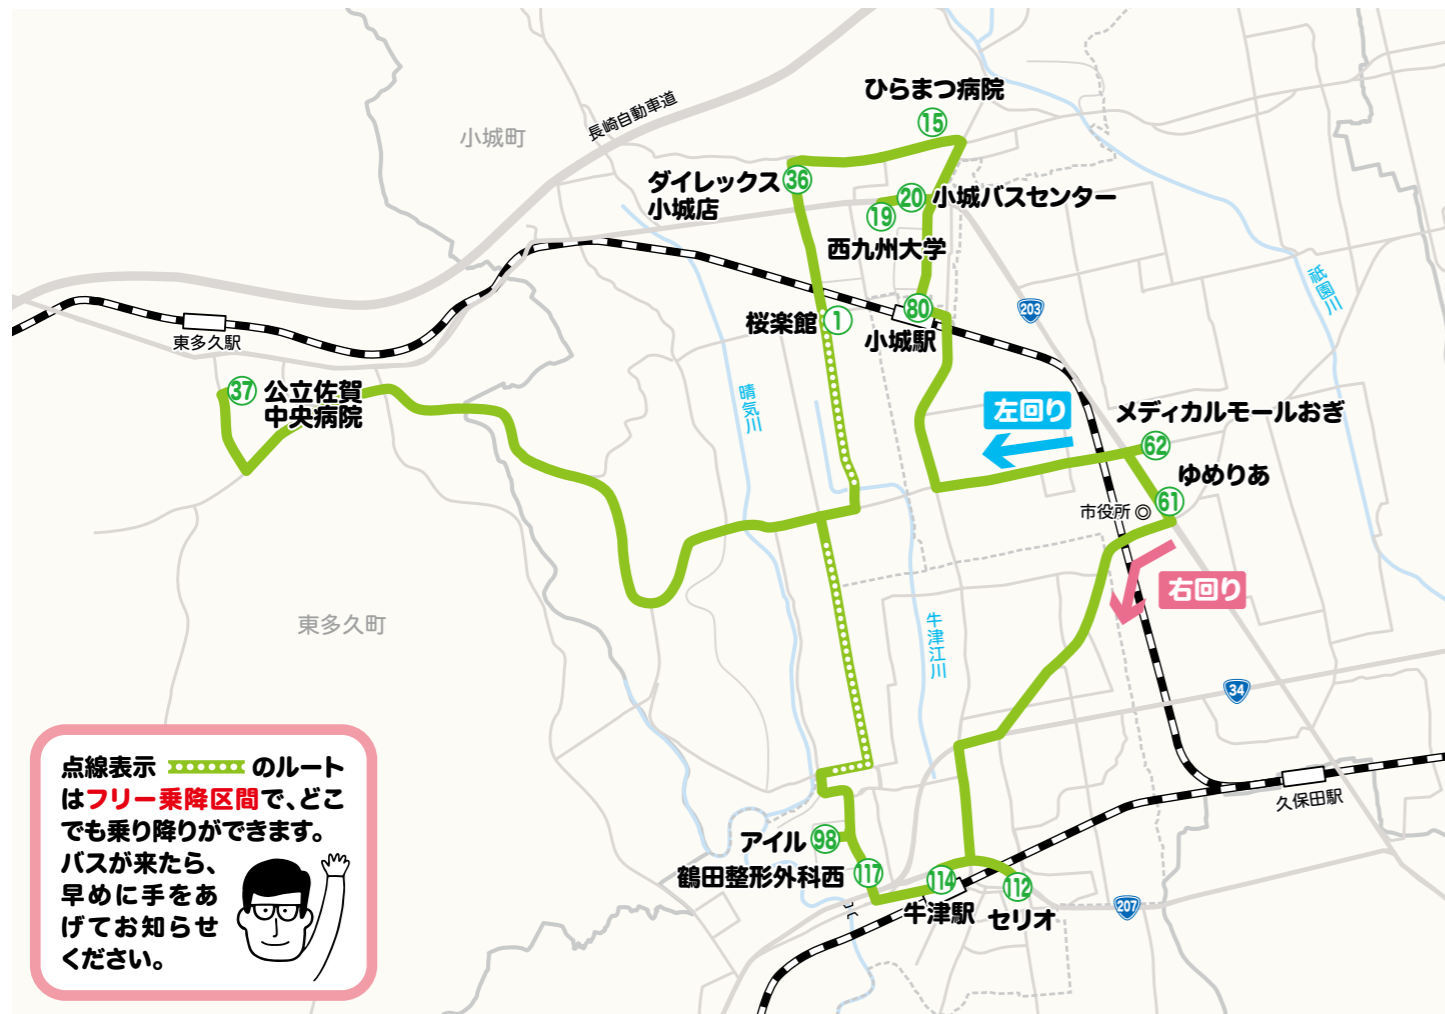 ひらまつ病院
15
長崎自動車道
小城町
ダイレックス
小城店
36
20
小城バスセンター
19
西九州大学
祇園川
203
80
小城駅
桜楽館
1
東多久駅
37
公立佐賀
中央病院
晴気川
左回り
メディカルモールおぎ
62
ゆめりあ
61
市役所
右回り
東多久町
牛津江川
34
久保田駅
アイル
98
鶴田整形外科西
117
114
牛津駅
112
セリオ
207
点線表示 のルート
はフリー乗降区間で、どこ
でも乗り降りができます。
バスが来たら、
早めに手をあ
げてお知らせ
ください。